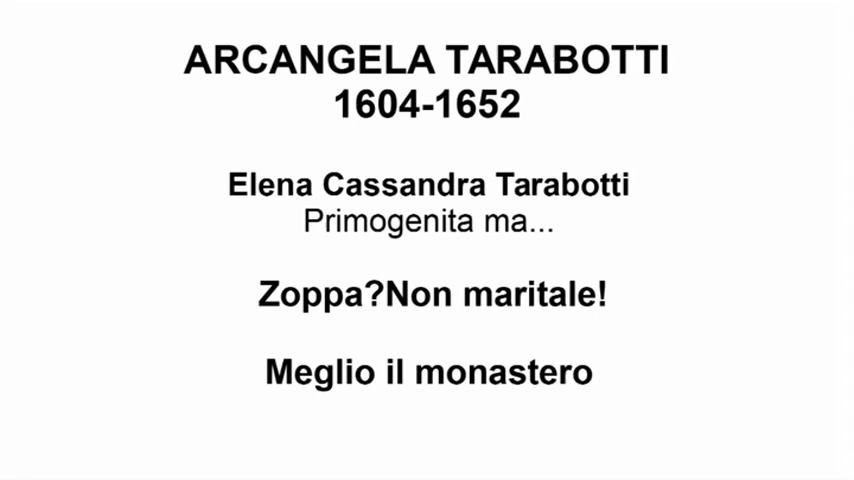 ARCANGELA TARABOTTI
1604-1652
Elena Cassandra Tarabotti
Primogenita ma...
Zoppa?Non maritale!
Meglio il monastero